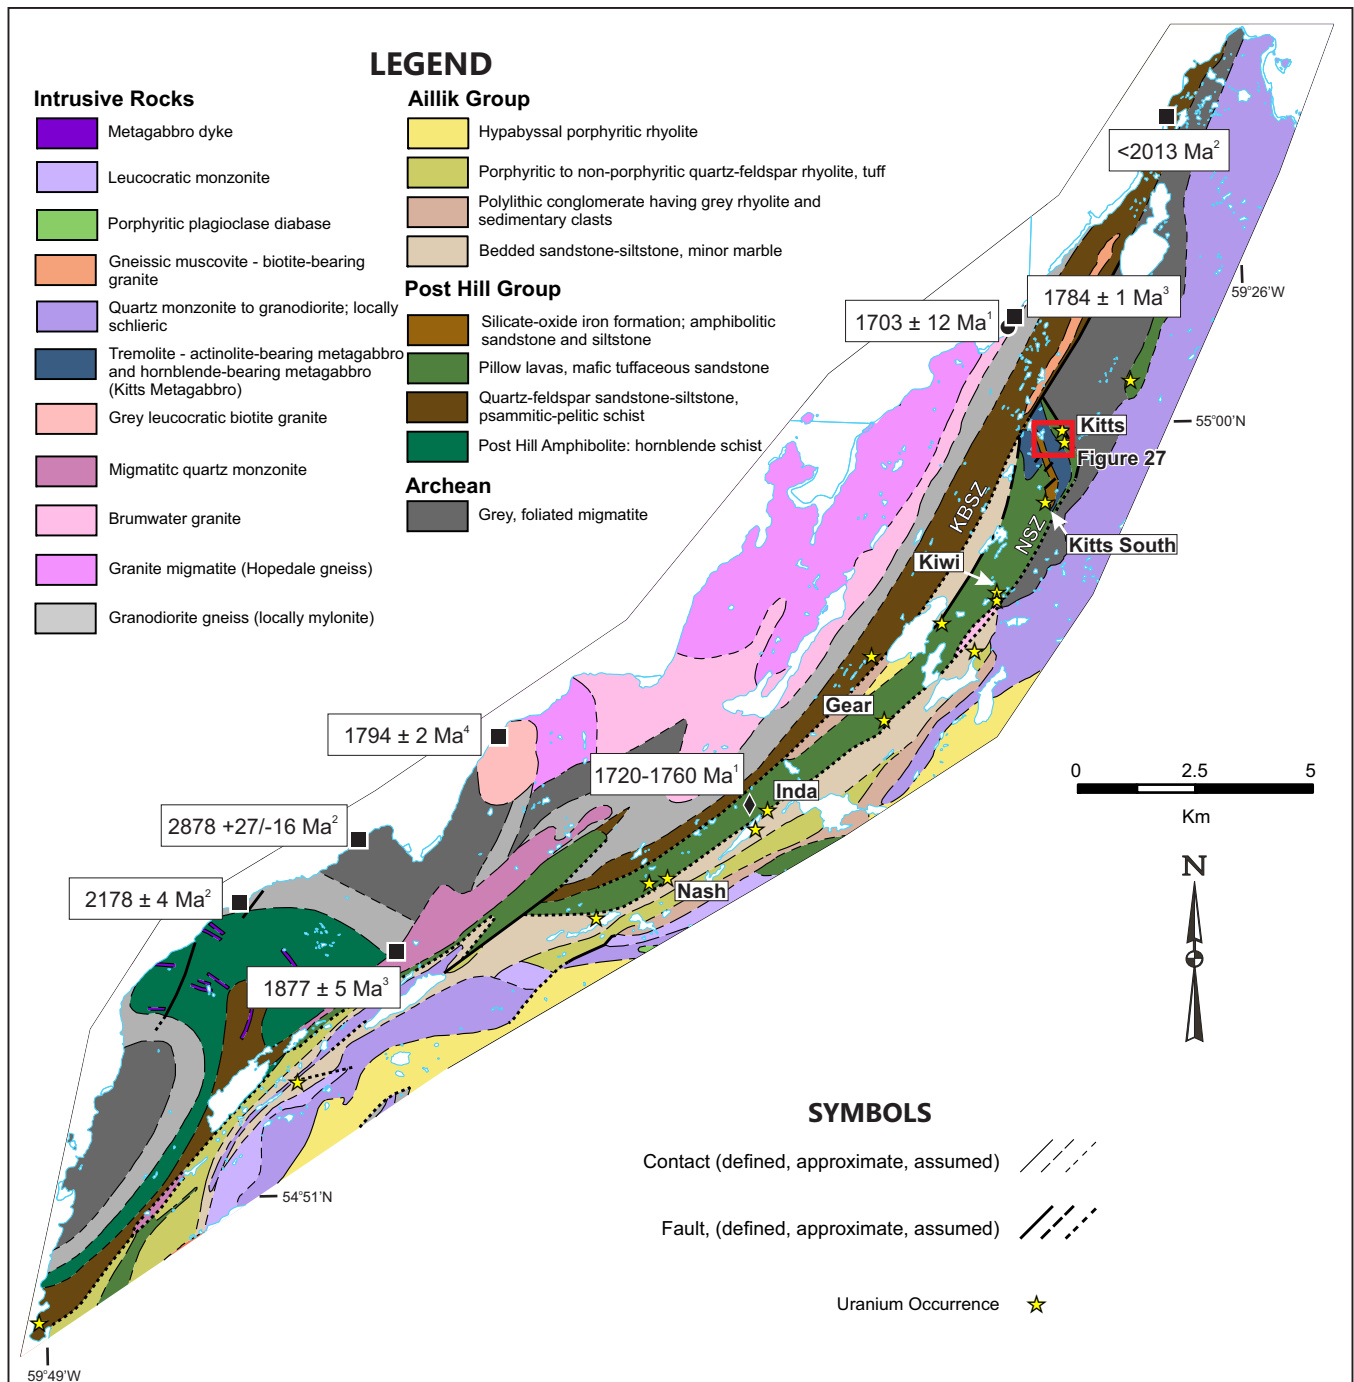 LEGEND
Intrusive Rocks
Metagabbro dyke
Leucocratic monzonite
Porphyritic plagioclase diabase
Gneissic muscovite - biotite-bearing
granite
Quartz monzonite to granodiorite; locally
schlieric
Tremolite - actinolite-bearing metagabbro
and hornblende-bearing metagabbro
(Kitts Metagabbro)
Grey leucocratic biotite granite
Migmatitc quartz monzonite
Brumwater granite
Granite migmatite (Hopedale gneiss)
Granodiorite gneiss (locally mylonite)
Aillik Group
Hypabyssal porphyritic rhyolite
Porphyritic to non-porphyritic quartz-feldspar rhyolite, tuff
Polylithic conglomerate having grey rhyolite and
sedimentary clasts
Bedded sandstone-siltstone, minor marble
Post Hill Group
Silicate-oxide iron formation; amphibolitic
sandstone and siltstone
Pillow lavas, mafic tuffaceous sandstone
Quartz-feldspar sandstone-siltstone,
psammitic-pelitic schist
Post Hill Amphibolite: hornblende schist
Archean
Grey, foliated migmatite
<2013 Ma2
59°26'W
1784 ± 1 Ma3
1703 ± 12 Ma1
55°00'N
Kitts
Figure 27
KBSZ
NSZ
Kitts South
Kiwi
Gear
1794 ± 2 Ma4
1720-1760 Ma1
Inda
0 2.5 5
Km
2878 +27/-16 Ma2
N
2178 ± 4 Ma2
Nash
1877 ± 5 Ma3
54°51'N
59°49'W
SYMBOLS
Contact (defined, approximate, assumed)
Fault, (defined, approximate, assumed)
Uranium Occurrence